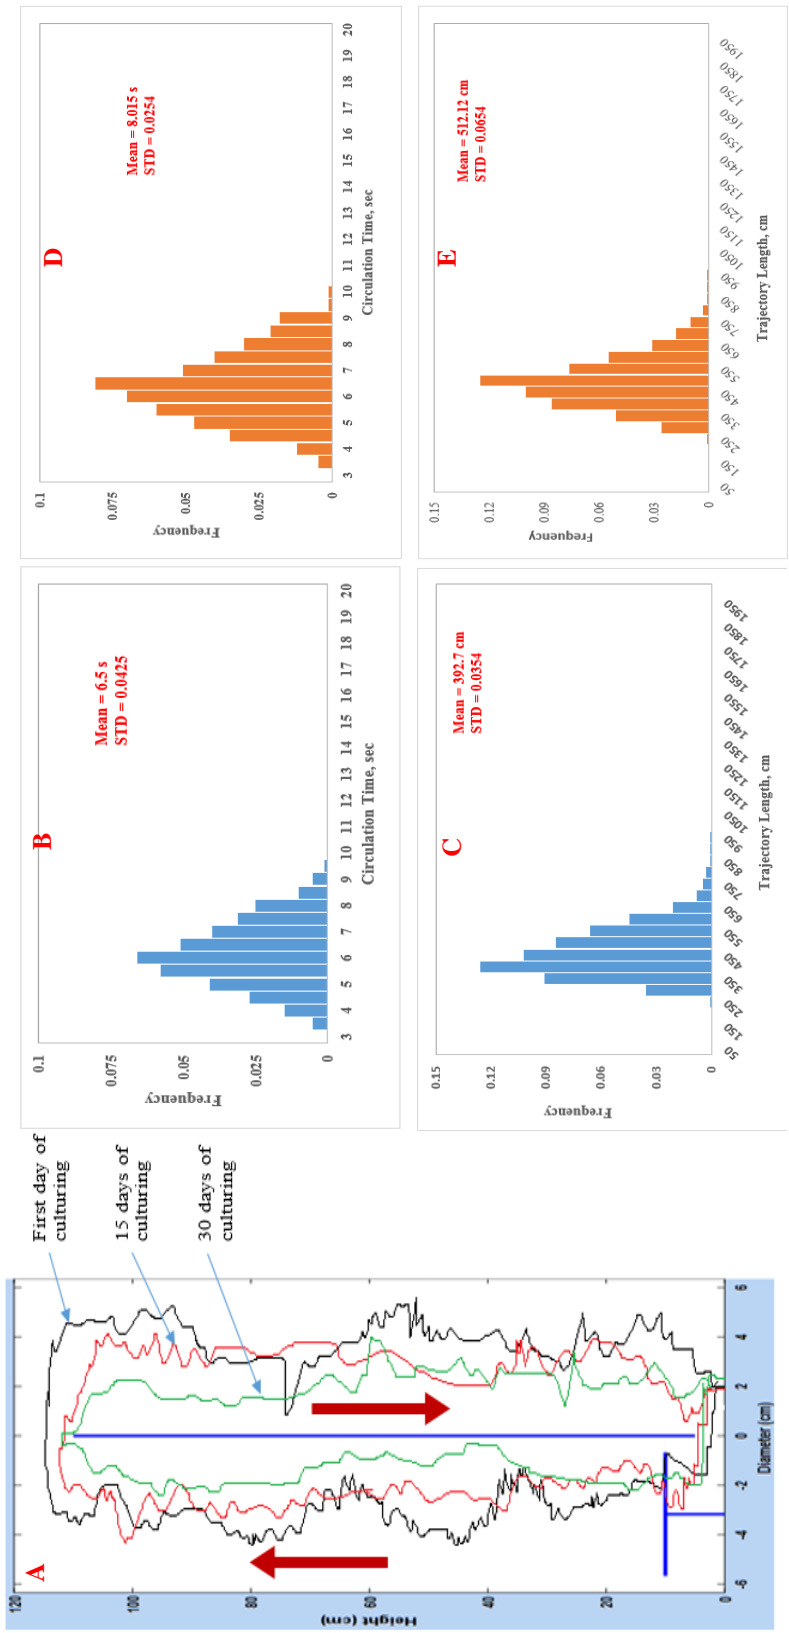 A
First day of
culturing
15 days of
culturing
30 days of
culturing
Height (cm)
120
100
80
60
40
20
0
-6
-4
-2
0
2
4
6
Diameter (cm)
B
Mean = 6.5 s
STD = 0.0425
Frequency
0.1
0.075
0.05
0.025
0
3 4 5 6 7 8 9 10 11 12 13 14 15 16 17 18 19 20
Circulation Time, sec
D
Mean = 8.015 s
STD = 0.0254
Frequency
0.1
0.075
0.05
0.025
0
3 4 5 6 7 8 9 10 11 12 13 14 15 16 17 18 19 20
Circulation Time, sec
C
Mean = 392.7 cm
STD = 0.0354
Frequency
0.15
0.12
0.09
0.06
0.03
0
50 150 250 350 450 550 650 750 850 950 1050 1150 1250 1350 1450 1550 1650 1750 1850 1950
Trajectory Length, cm
E
Mean = 512.12 cm
STD = 0.0654
Frequency
0.15
0.12
0.09
0.06
0.03
0
50 150 250 350 450 550 650 750 850 950 1050 1150 1250 1350 1450 1550 1650 1750 1850 1950
Trajectory Length, cm